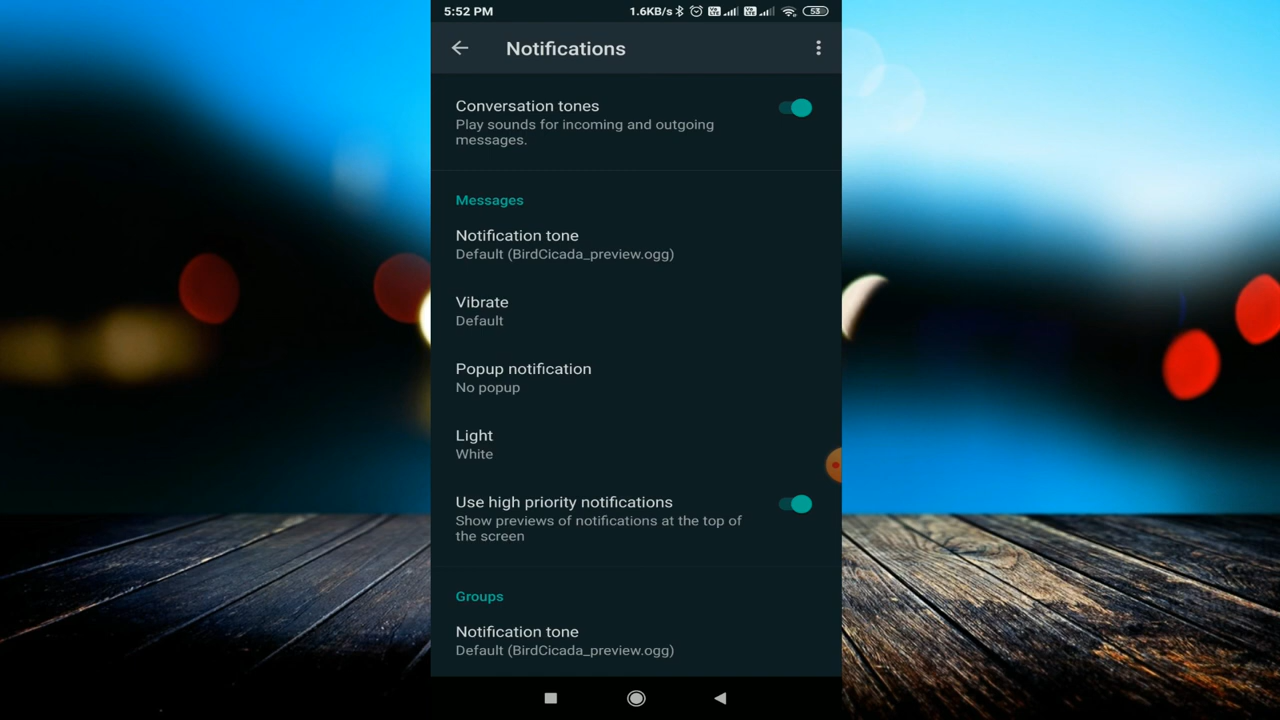 5:52 PM 1.6KB/s 53
Notifications
Conversation tones
Play sounds for incoming and outgoing
messages.
Messages
Notification tone
Default (BirdCicada_preview.ogg)
Vibrate
Default
Popup notification
No popup
Light
White
Use high priority notifications
Show previews of notifications at the top of
the screen
Groups
Notification tone
Default (BirdCicada_preview.ogg)